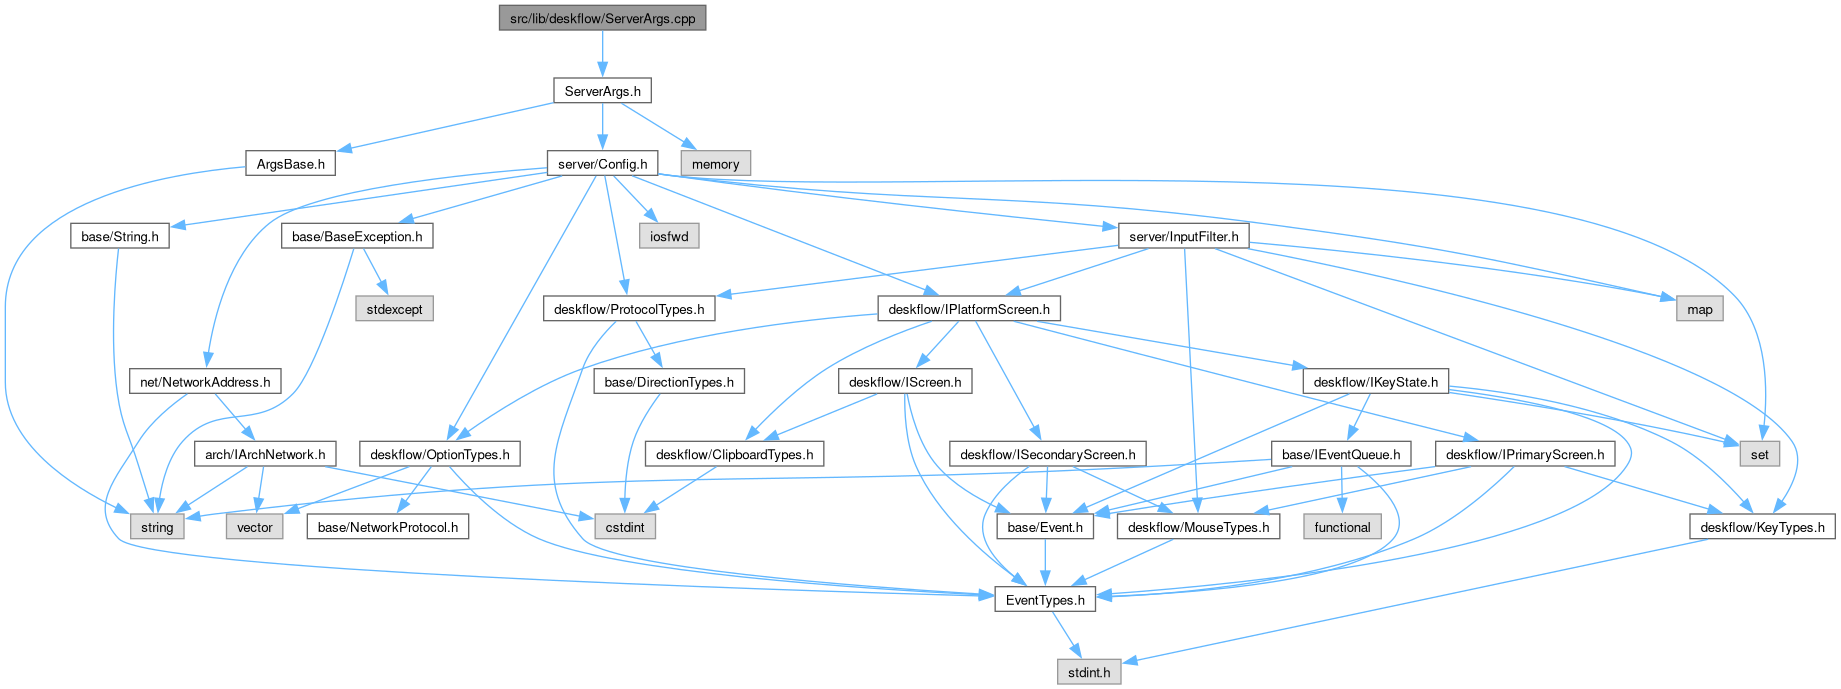 src/lib/deskflow/ServerArgs.cpp
ServerArgs.h
ArgsBase.h
server/Config.h
memory
base/String.h
base/BaseException.h
iosfwd
server/InputFilter.h
stdexcept
deskflow/ProtocolTypes.h
deskflow/IPlatformScreen.h
map
net/NetworkAddress.h
base/DirectionTypes.h
deskflow/IScreen.h
deskflow/IKeyState.h
arch/IArchNetwork.h
deskflow/OptionTypes.h
deskflow/ClipboardTypes.h
deskflow/ISecondaryScreen.h
base/IEventQueue.h
deskflow/IPrimaryScreen.h
set
string
vector
base/NetworkProtocol.h
cstdint
base/Event.h
deskflow/MouseTypes.h
functional
deskflow/KeyTypes.h
EventTypes.h
stdint.h